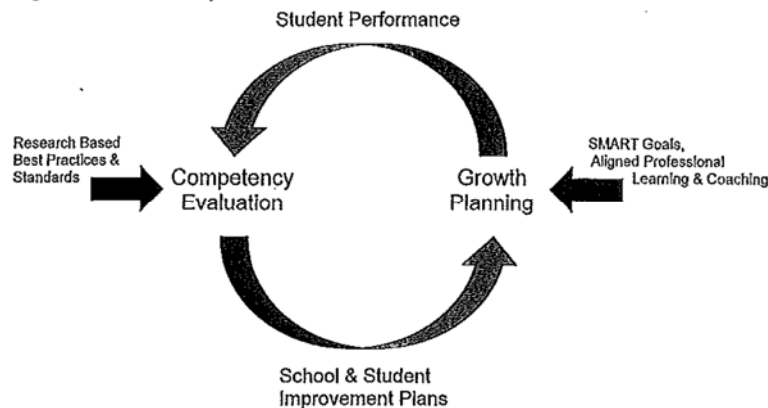 Student Performance
Research Based
Best Practices &
Standards
Competency
Evaluation
Growth
Planning
SMART Goals,
Aligned Professional
Learning & Coaching
School & Student
Improvement Plans